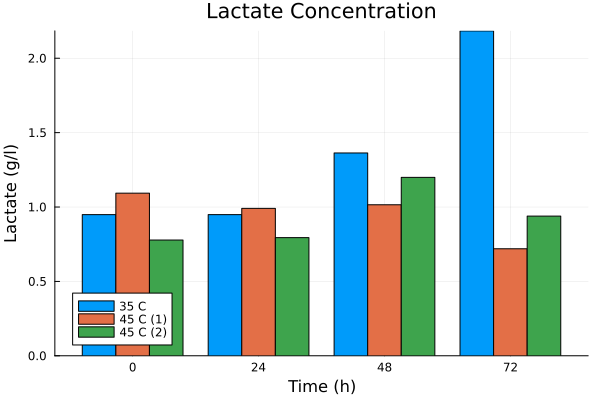 Lactate Concentration
Lactate (g/l)
2.0
1.5
1.0
0.5
0.0
35 C
45 C (1)
45 C (2)
0 24 48 72
Time (h)